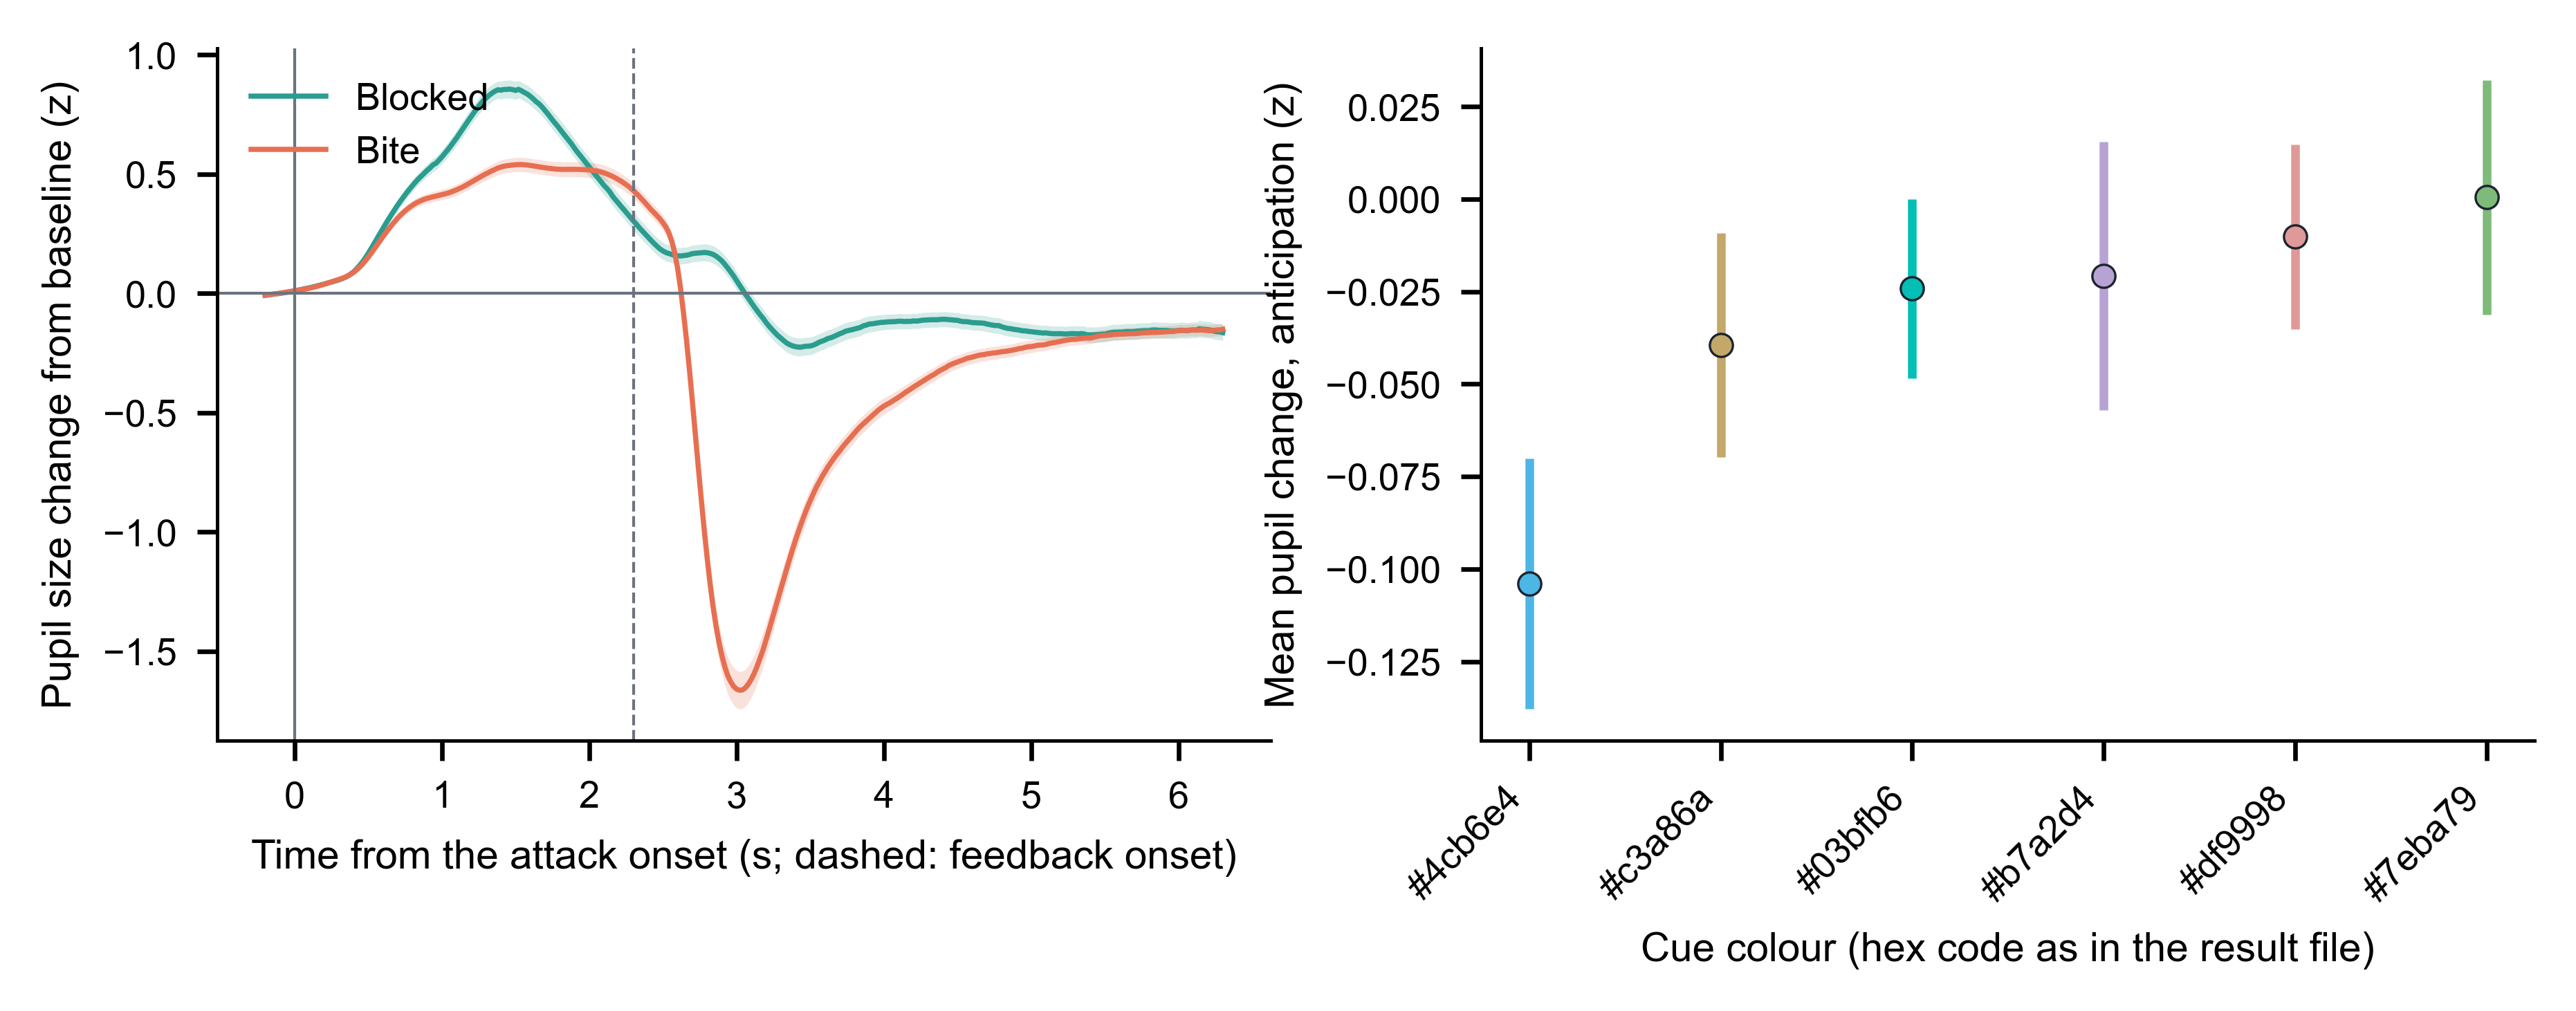 Pupil size change from baseline (z)
1.0
0.5
0.0
−0.5
−1.0
−1.5
Blocked
Bite
0 1 2 3 4 5 6
Time from the attack onset (s; dashed: feedback onset)
Mean pupil change, anticipation (z)
0.025
0.000
−0.025
−0.050
−0.075
−0.100
−0.125
#4cb6e4 #c3a86a #03bfb6 #b7a2d4 #df9998 #7eba79
Cue colour (hex code as in the result file)